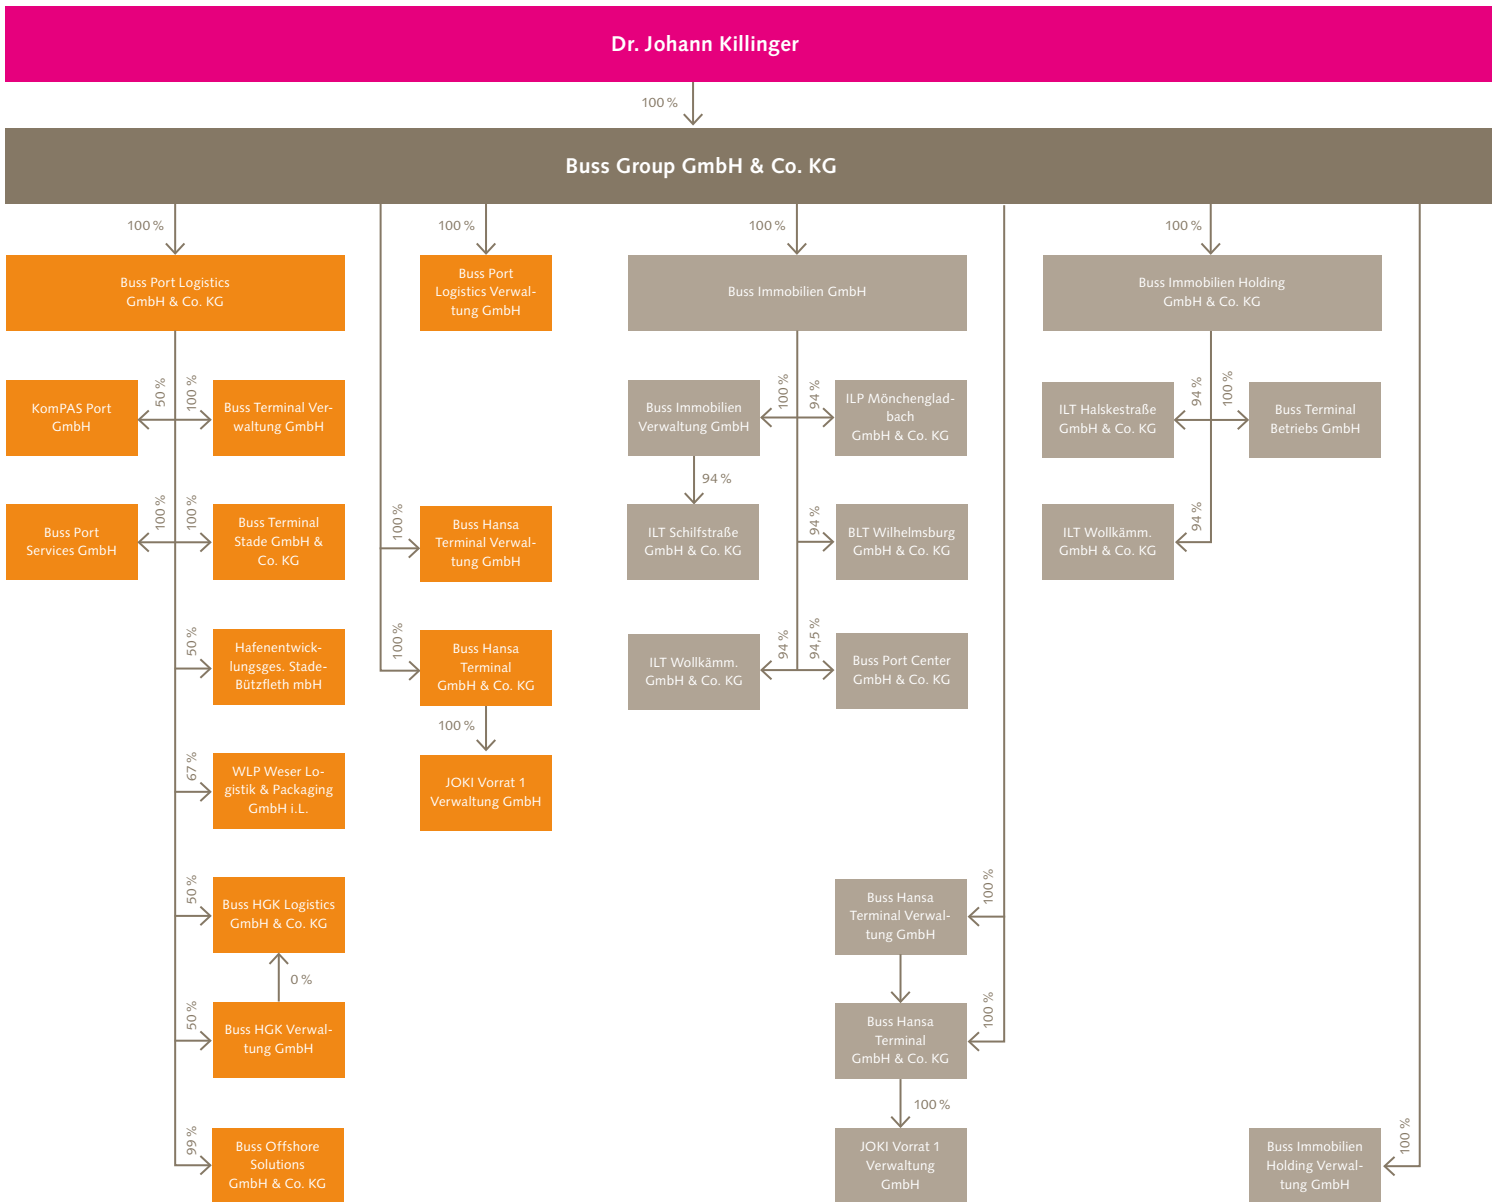 Dr. Johann Killinger
100 %
Buss Group GmbH & Co. KG
100 %
100 %
100 %
100 %
Buss Port Logistics
GmbH & Co. KG
Buss Port
Logistics Verwal-
tung GmbH
Buss Immobilien GmbH
Buss Immobilien Holding
GmbH & Co. KG
KomPAS Port
GmbH
50 %
100 %
Buss Terminal Ver-
waltung GmbH
Buss Immobilien
Verwaltung GmbH
100 %
94 %
ILP Mönchenglad-
bach
GmbH & Co. KG
ILT Halskestraße
GmbH & Co. KG
94 %
100 %
Buss Terminal
Betriebs GmbH
94 %
Buss Port
Services GmbH
100 %
100 %
Buss Terminal
Stade GmbH &
Co. KG
100 %
Buss Hansa
Terminal Verwal-
tung GmbH
ILT Schilfstraße
GmbH & Co. KG
94 %
BLT Wilhelmsburg
GmbH & Co. KG
ILT Wollkämm.
GmbH & Co. KG
94 %
50 %
Hafenentwick-
lungsges. Stade-
Bützfleth mbH
100 %
Buss Hansa
Terminal
GmbH & Co. KG
ILT Wollkämm.
GmbH & Co. KG
94 %
94,5 %
Buss Port Center
GmbH & Co. KG
100 %
67 %
WLP Weser Lo-
gistik & Packaging
GmbH i.L.
JOKI Vorrat 1
Verwaltung GmbH
50 %
Buss HGK Logistics
GmbH & Co. KG
Buss Hansa
Terminal Verwal-
tung GmbH
100 %
0 %
50 %
Buss HGK Verwal-
tung GmbH
Buss Hansa
Terminal
GmbH & Co. KG
100 %
100 %
99 %
Buss Offshore
Solutions
GmbH & Co. KG
JOKI Vorrat 1
Verwaltung
GmbH
Buss Immobilien
Holding Verwal-
tung GmbH
100 %